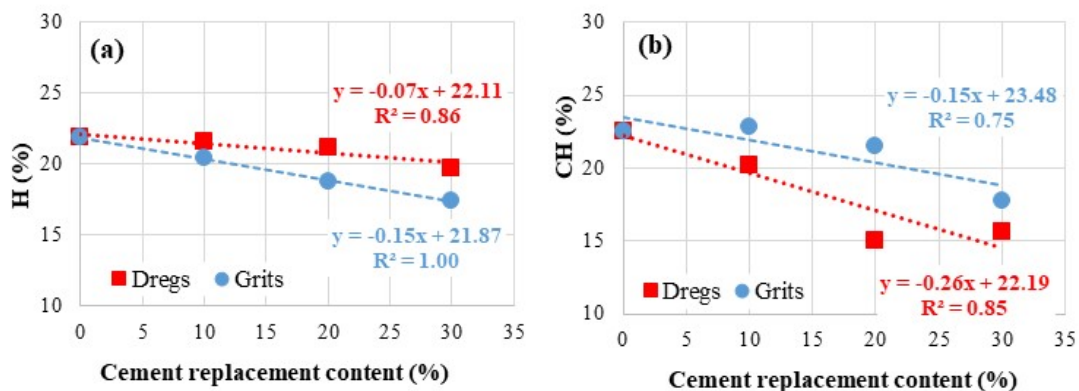 (a)
H (%)
30
25
20
15
10
y = -0.07x + 22.11
R² = 0.86
y = -0.15x + 21.87
R² = 1.00
Dregs
Grits
0 5 10 15 20 25 30 35
Cement replacement content (%)
(b)
CH (%)
30
25
20
15
10
y = -0.15x + 23.48
R² = 0.75
Dregs
Grits
y = -0.26x + 22.19
R² = 0.85
0 5 10 15 20 25 30 35
Cement replacement content (%)